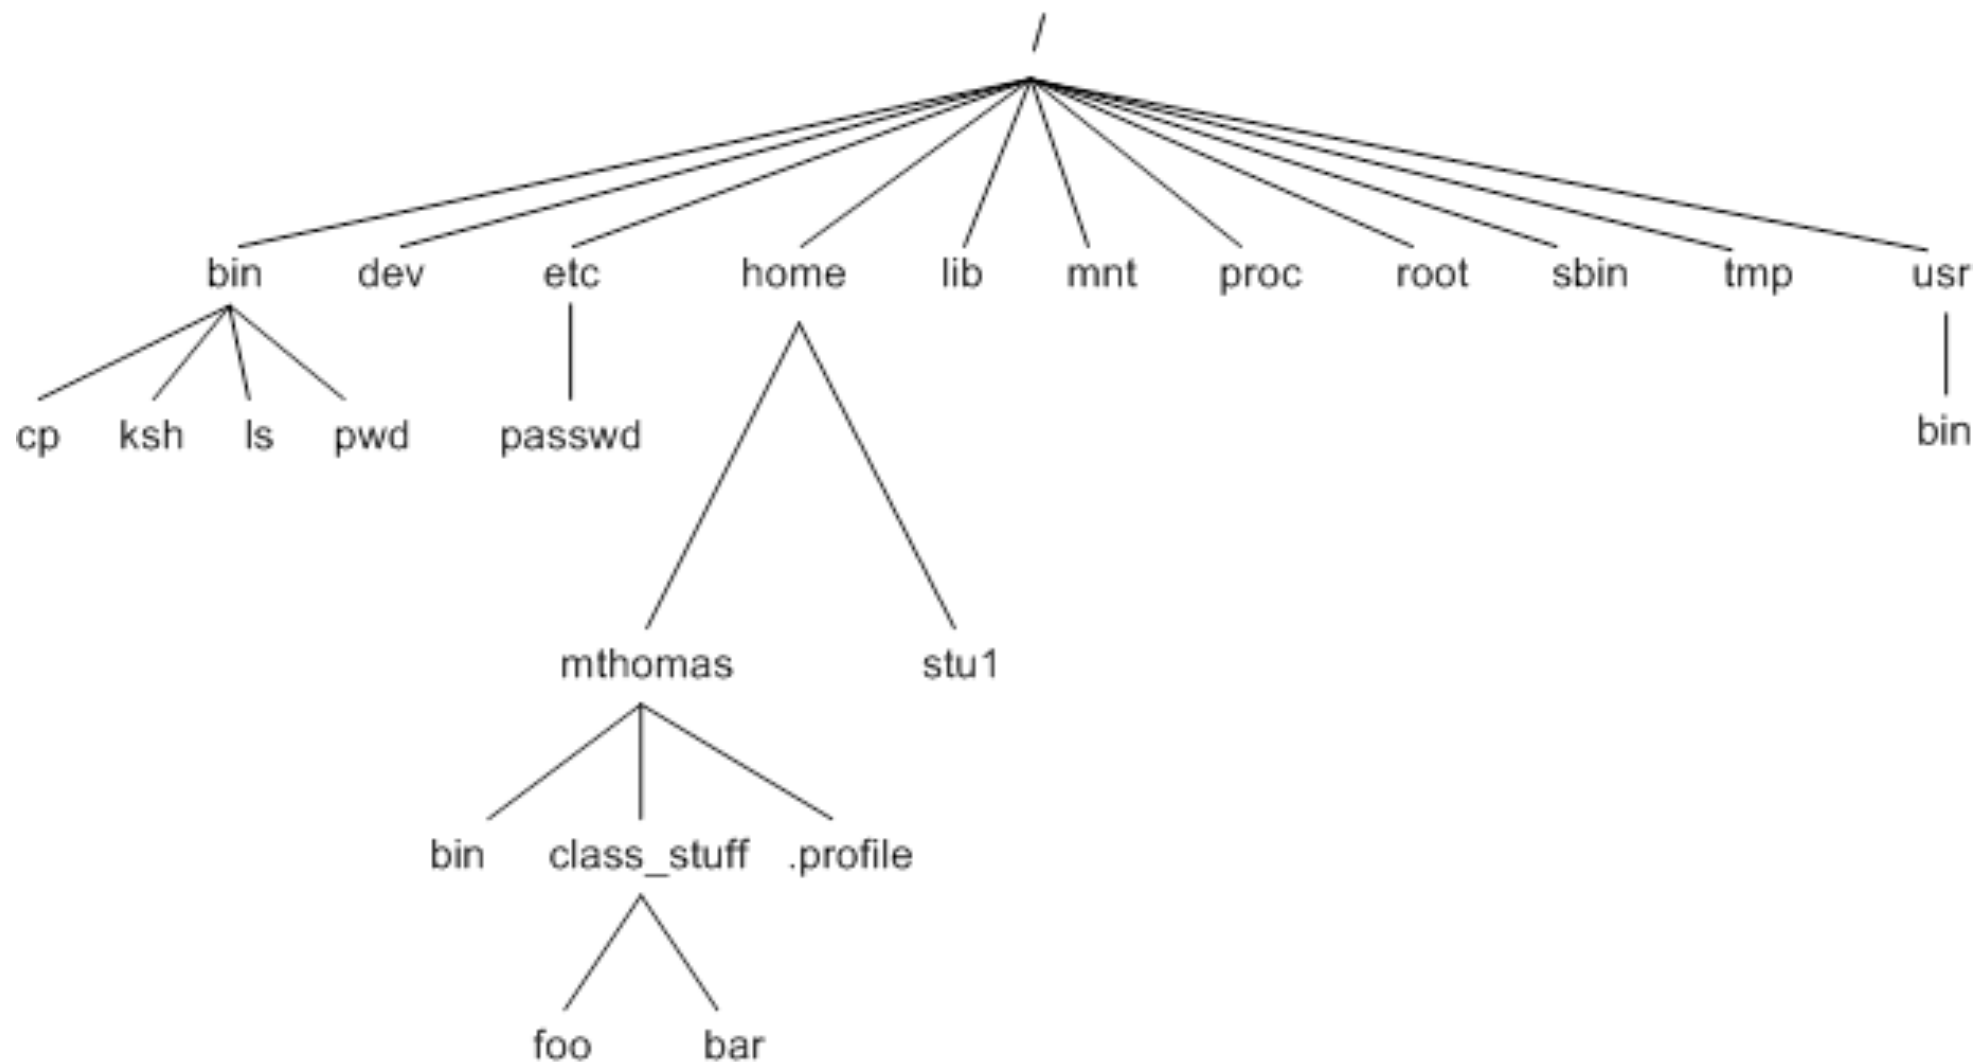 /
bin dev etc home lib mnt proc root sbin tmp usr
cp ksh ls pwd passwd bin
mthomas stu1
bin class_stuff .profile
foo bar